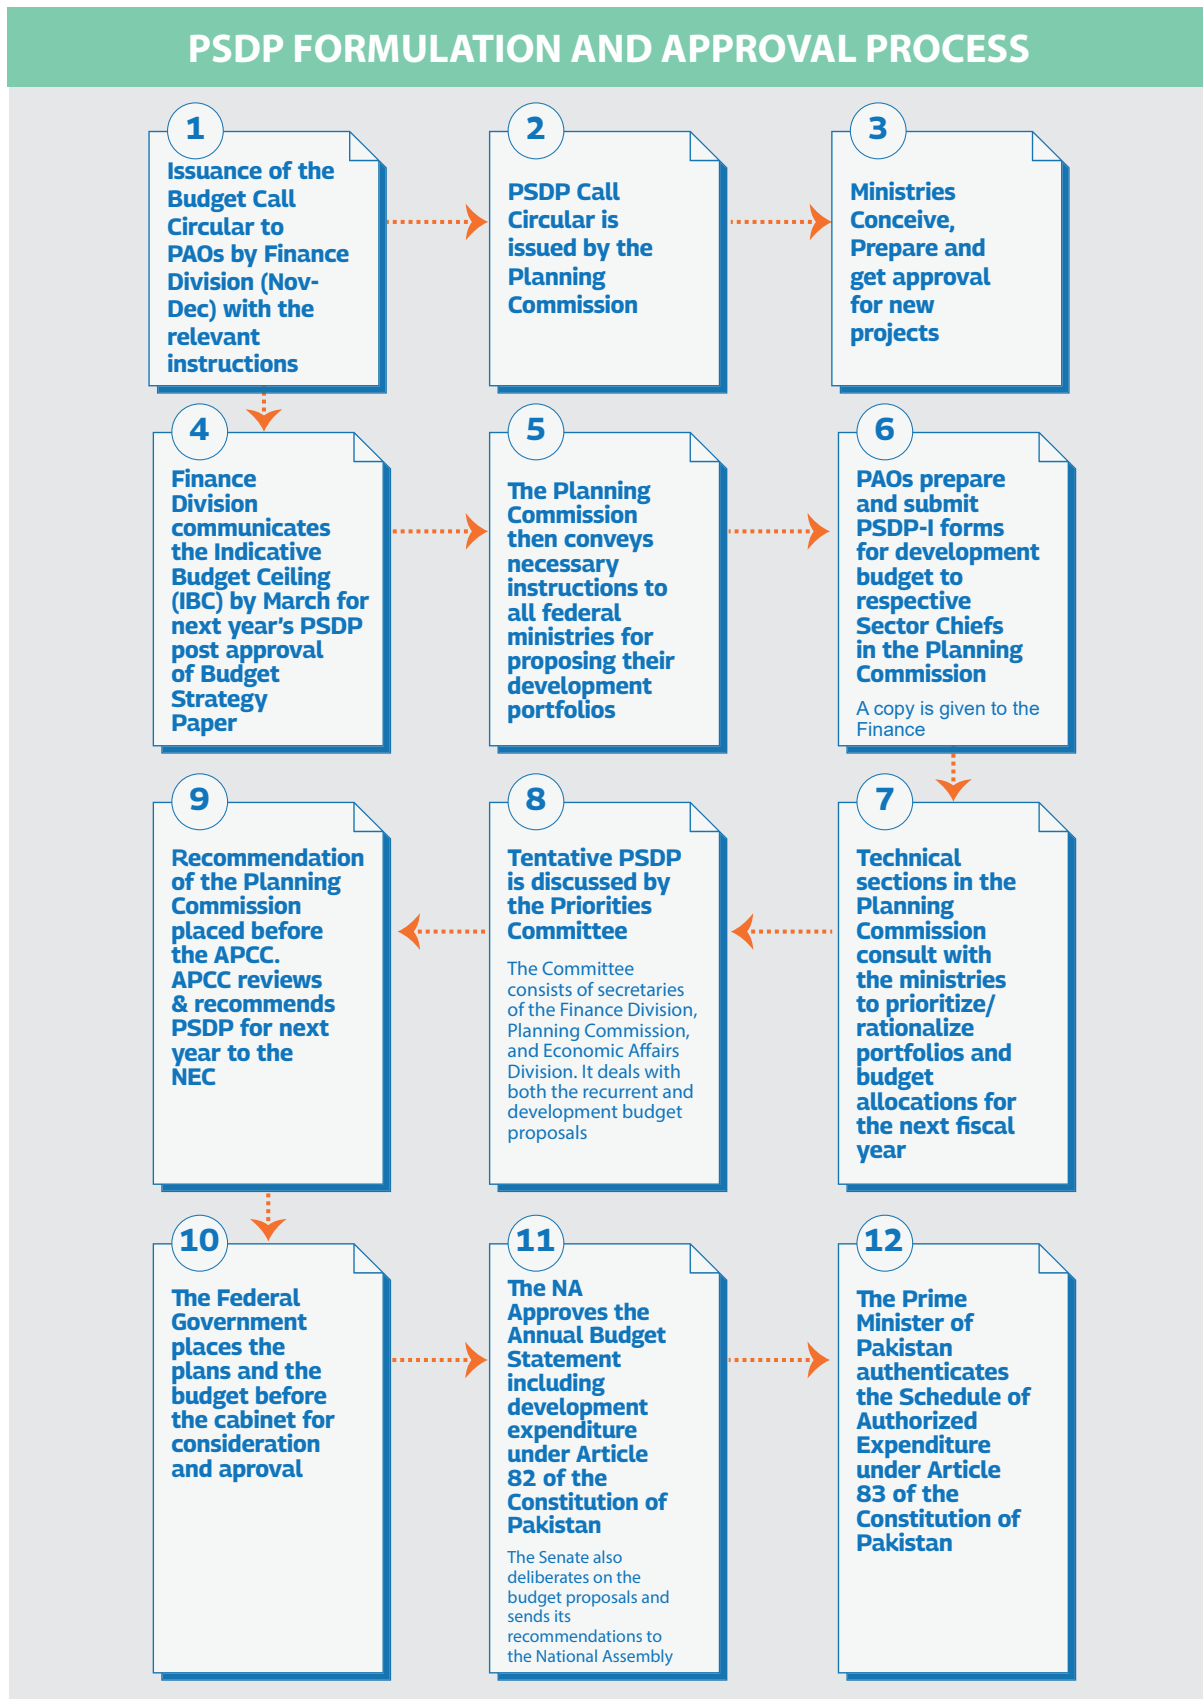 PSDP FORMULATION AND APPROVAL PROCESS
1
Issuance of the
Budget Call
Circular to
PAOs by Finance
Division (Nov-
Dec) with the
relevant
instructions
2
PSDP Call
Circular is
issued by the
Planning
Commission
3
Ministries
Conceive,
Prepare and
get approval
for new
projects
4
Finance
Division
communicates
the Indicative
Budget Ceiling
(IBC) by March for
next year's PSDP
post approval
of Budget
Strategy
Paper
5
The Planning
Commission
then conveys
necessary
instructions to
all federal
ministries for
proposing their
development
portfolios
6
PAOs prepare
and submit
PSDP-I forms
for development
budget to
respective
Sector Chiefs
in the Planning
Commission
A copy is given to the
Finance
7
Technical
sections in the
Planning
Commission
consult with
the ministries
to prioritize/
rationalize
portfolios and
budget
allocations for
the next fiscal
year
8
Tentative PSDP
is discussed by
the Priorities
Committee
The Committee
consists of secretaries
of the Finance Division,
Planning Commission,
and Economic Affairs
Division. It deals with
both the recurrent and
development budget
proposals
9
Recommendation
of the Planning
Commission
placed before
the APCC.
APCC reviews
& recommends
PSDP for next
year to the
NEC
10
The Federal
Government
places the
plans and the
budget before
the cabinet for
consideration
and aproval
11
The NA
Approves the
Annual Budget
Statement
including
development
expenditure
under Article
82 of the
Constitution of
Pakistan
The Senate also
deliberates on the
budget proposals and
sends its
recommendations to
the National Assembly
12
The Prime
Minister of
Pakistan
authenticates
the Schedule of
Authorized
Expenditure
under Article
83 of the
Constitution of
Pakistan